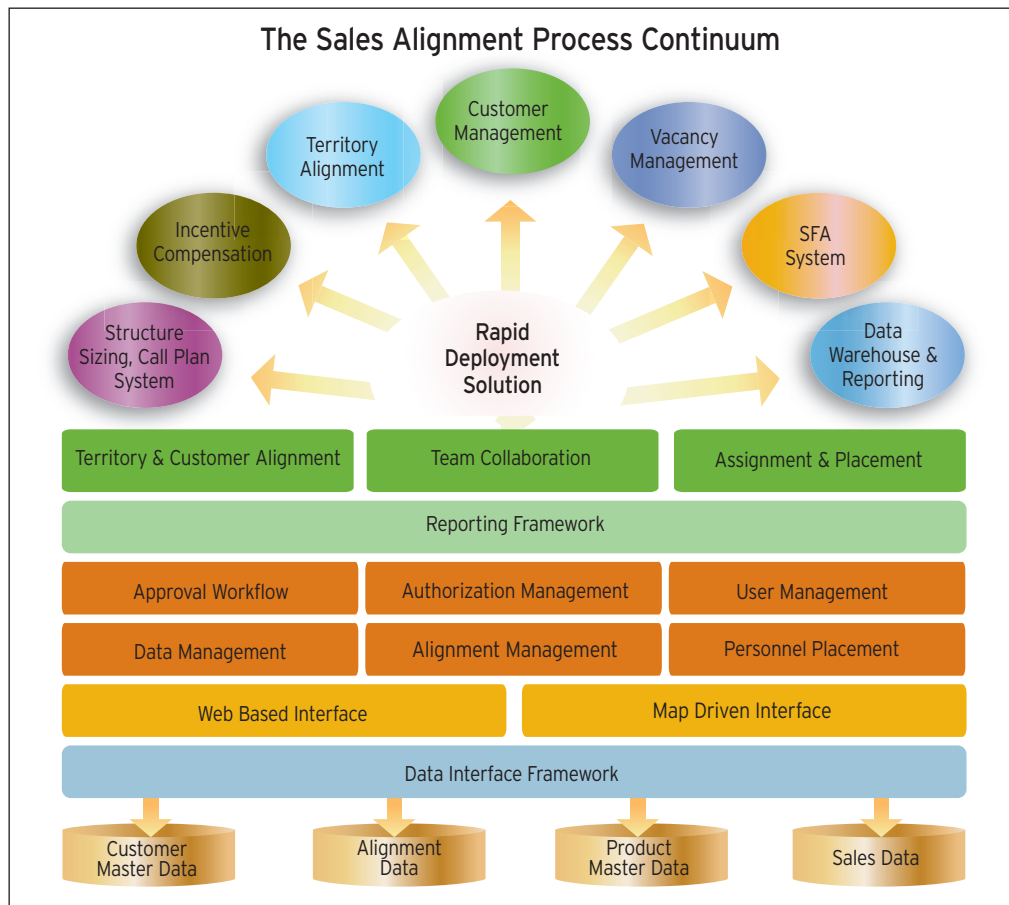 The Sales Alignment Process Continuum
Customer
Management
Territory
Alignment
Vacancy
Management
Incentive
Compensation
SFA
System
Structure
Sizing, Call Plan
System
Rapid
Deployment
Solution
Data
Warehouse &
Reporting
Territory & Customer Alignment
Team Collaboration
Assignment & Placement
Reporting Framework
Approval Workflow
Authorization Management
User Management
Data Management
Alignment Management
Personnel Placement
Web Based Interface
Map Driven Interface
Data Interface Framework
Customer
Master Data
Alignment
Data
Product
Master Data
Sales Data